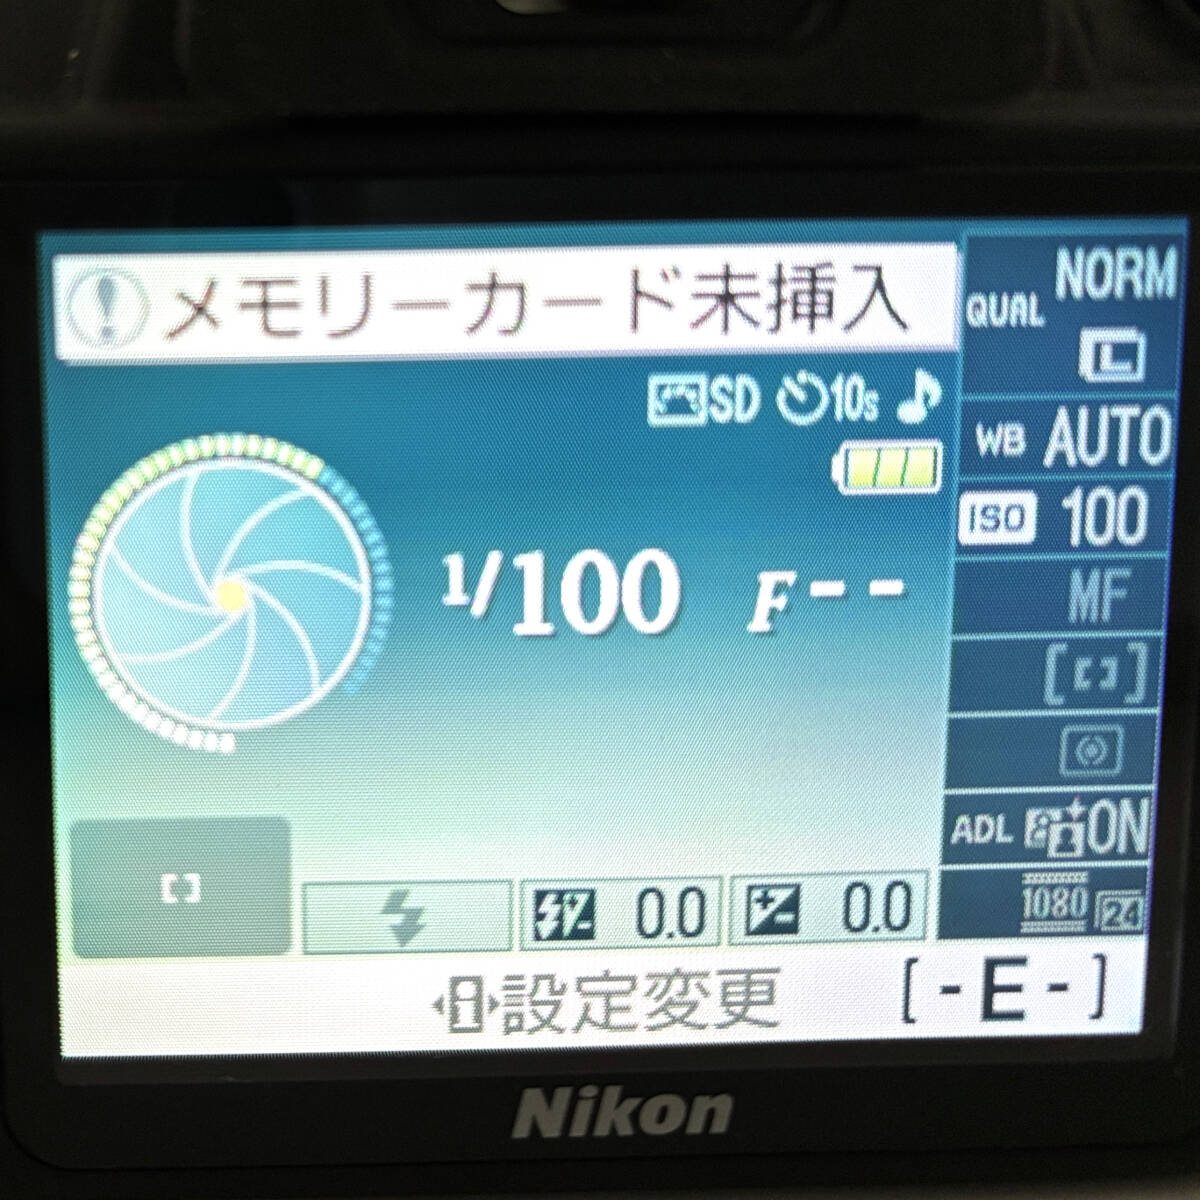 メモリーカード未挿入
QUAL NORM
L
SD 10s
WB AUTO
ISO 100
1/100 F--
MF
ADL ON
0.0 0.0
1080 24
i設定変更 [-E-]
Nikon